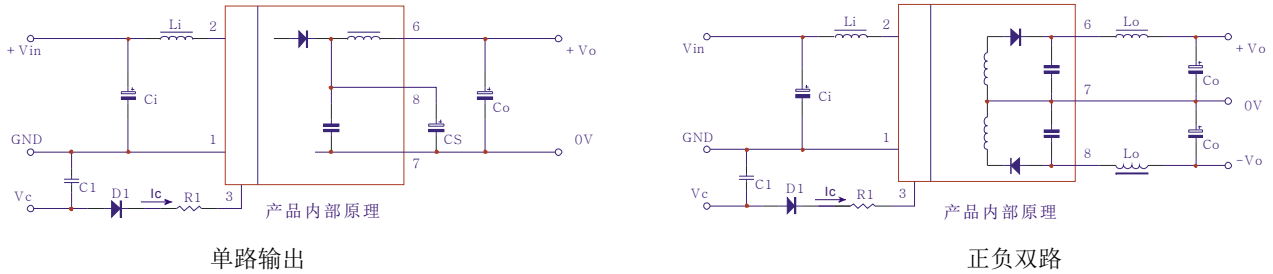 Li 2 6
+Vin +Vo
Ci 8 Co
CS
GND 1 7 0V
C1 D1 Ic R1 3
Vc
产品内部原理
单路输出
Li 2 6 Lo
Vin +Vo
Ci Co
7 0V
GND 1 Co
8 Lo -Vo
C1 D1 Ic R1 3
Vc
产品内部原理
正负双路